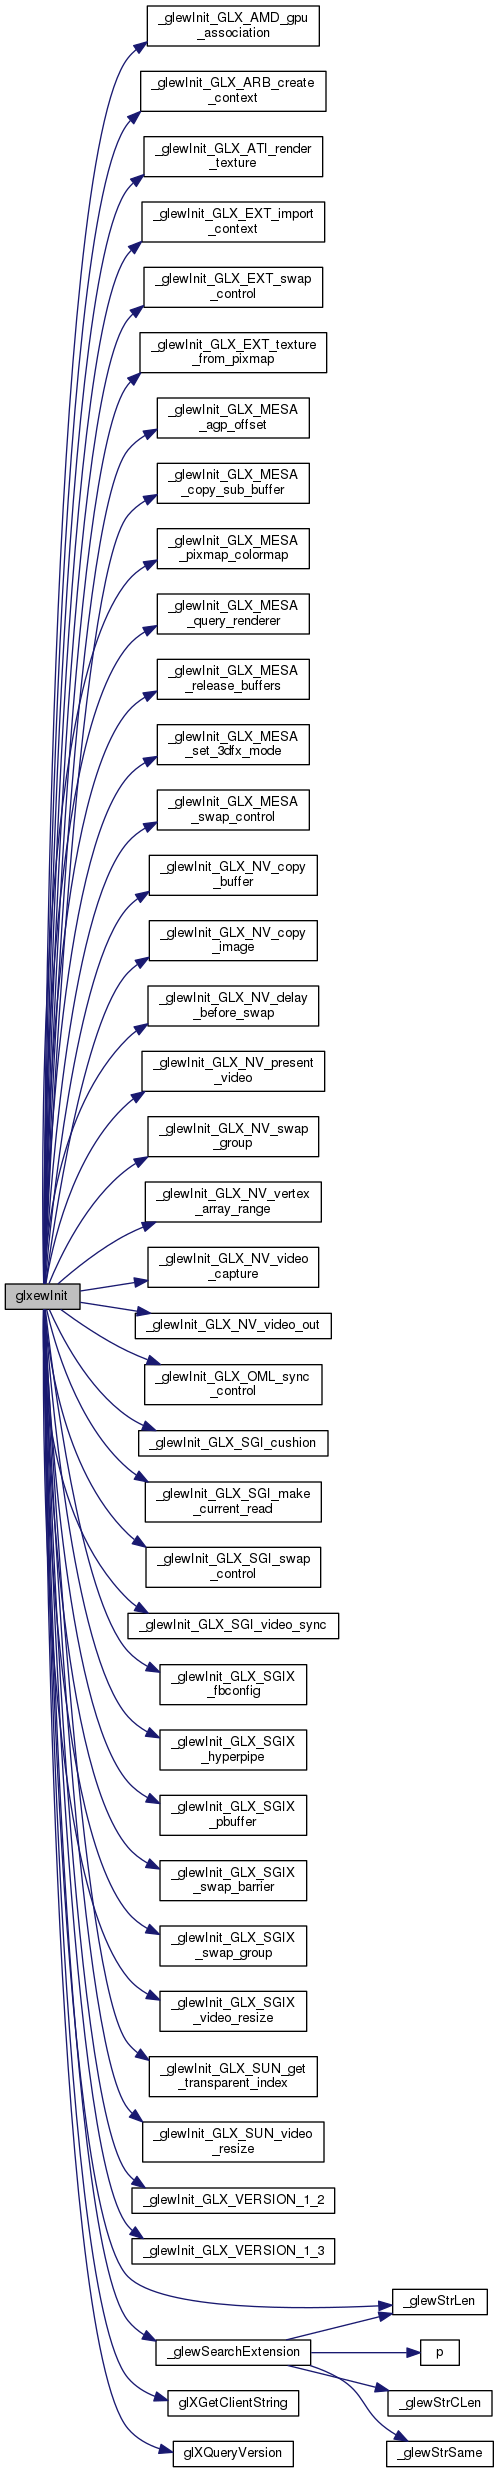 _glewInit_GLX_AMD_gpu
_association
_glewInit_GLX_ARB_create
_context
_glewInit_GLX_ATI_render
_texture
_glewInit_GLX_EXT_import
_context
_glewInit_GLX_EXT_swap
_control
_glewInit_GLX_EXT_texture
_from_pixmap
_glewInit_GLX_MESA
_agp_offset
_glewInit_GLX_MESA
_copy_sub_buffer
_glewInit_GLX_MESA
_pixmap_colormap
_glewInit_GLX_MESA
_query_renderer
_glewInit_GLX_MESA
_release_buffers
_glewInit_GLX_MESA
_set_3dfx_mode
_glewInit_GLX_MESA
_swap_control
_glewInit_GLX_NV_copy
_buffer
_glewInit_GLX_NV_copy
_image
_glewInit_GLX_NV_delay
_before_swap
_glewInit_GLX_NV_present
_video
_glewInit_GLX_NV_swap
_group
_glewInit_GLX_NV_vertex
_array_range
_glewInit_GLX_NV_video
_capture
glxewInit
_glewInit_GLX_NV_video_out
_glewInit_GLX_OML_sync
_control
_glewInit_GLX_SGI_cushion
_glewInit_GLX_SGI_make
_current_read
_glewInit_GLX_SGI_swap
_control
_glewInit_GLX_SGI_video_sync
_glewInit_GLX_SGIX
_fbconfig
_glewInit_GLX_SGIX
_hyperpipe
_glewInit_GLX_SGIX
_pbuffer
_glewInit_GLX_SGIX
_swap_barrier
_glewInit_GLX_SGIX
_swap_group
_glewInit_GLX_SGIX
_video_resize
_glewInit_GLX_SUN_get
_transparent_index
_glewInit_GLX_SUN_video
_resize
_glewInit_GLX_VERSION_1_2
_glewInit_GLX_VERSION_1_3
_glewStrLen
_glewSearchExtension
p
glXGetClientString
_glewStrCLen
glXQueryVersion
_glewStrSame